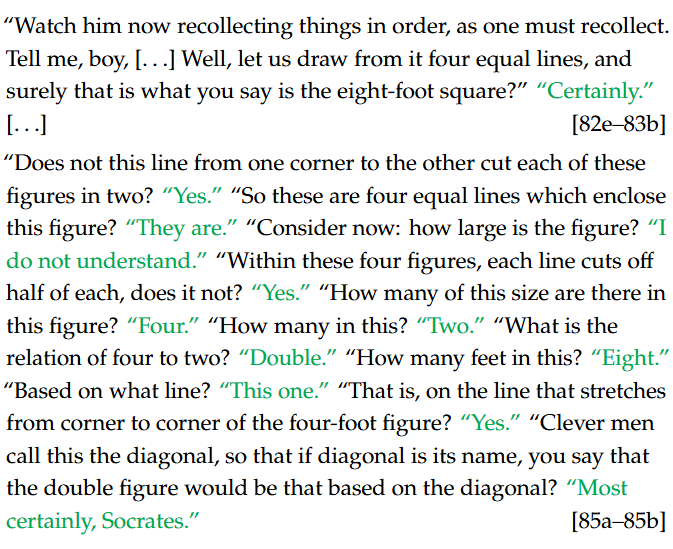 “Watch him now recollecting things in order, as one must recollect.
Tell me, boy, [. . .] Well, let us draw from it four equal lines, and
surely that is what you say is the eight-foot square?” “Certainly.”
[. . .] [82e–83b]
“Does not this line from one corner to the other cut each of these
figures in two? “Yes.” “So these are four equal lines which enclose
this figure? “They are.” “Consider now: how large is the figure? “I
do not understand.” “Within these four figures, each line cuts off
half of each, does it not? “Yes.” “How many of this size are there in
this figure? “Four.” “How many in this? “Two.” “What is the
relation of four to two? “Double.” “How many feet in this? “Eight.”
“Based on what line? “This one.” “That is, on the line that stretches
from corner to corner of the four-foot figure? “Yes.” “Clever men
call this the diagonal, so that if diagonal is its name, you say that
the double figure would be that based on the diagonal? “Most
certainly, Socrates.” [85a–85b]